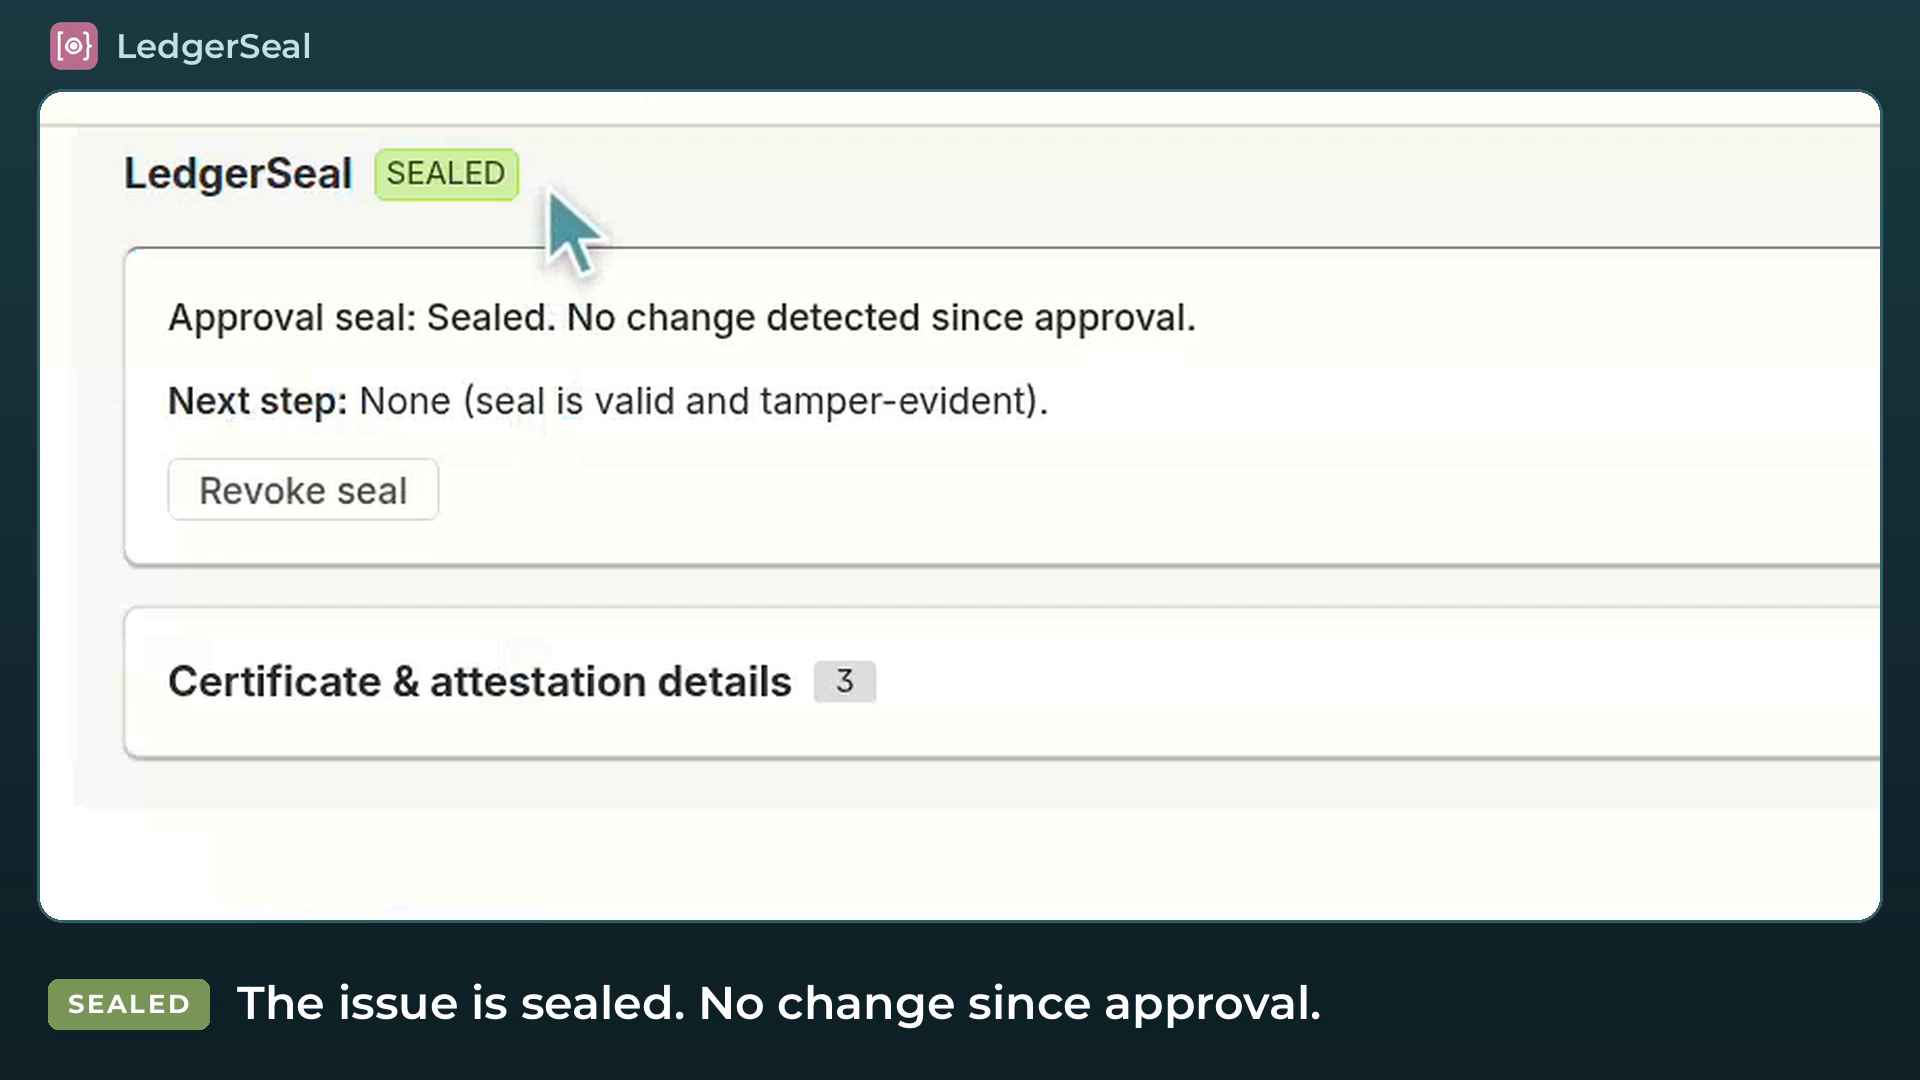 LedgerSeal
LedgerSeal SEALED
Approval seal: Sealed. No change detected since approval.
Next step: None (seal is valid and tamper-evident).
Revoke seal
Certificate & attestation details 3
SEALED The issue is sealed. No change since approval.